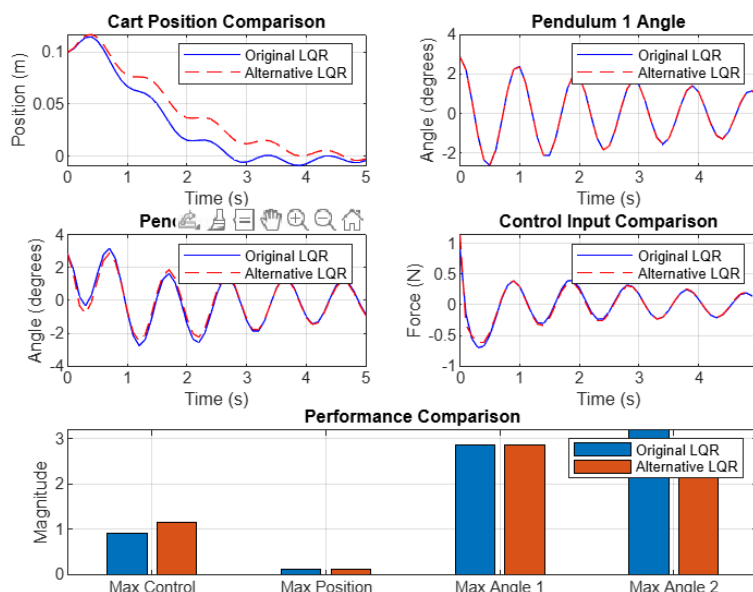 Cart Position Comparison
0.1
0.05
0
Position (m)
Original LQR
Alternative LQR
0 1 2 3 4 5
Time (s)
Pendulum 1 Angle
4
2
0
-2
Angle (degrees)
Original LQR
Alternative LQR
0 1 2 3 4
Time (s)
4
2
0
-2
-4
Angle (degrees)
Original LQR
Alternative LQR
0 1 2 3 4 5
Time (s)
Control Input Comparison
1
0.5
0
-0.5
-1
Force (N)
Original LQR
Alternative LQR
0 1 2 3 4
Time (s)
Performance Comparison
3
2
1
0
Magnitude
Original LQR
Alternative LQR
Max Control Max Position Max Angle 1 Max Angle 2